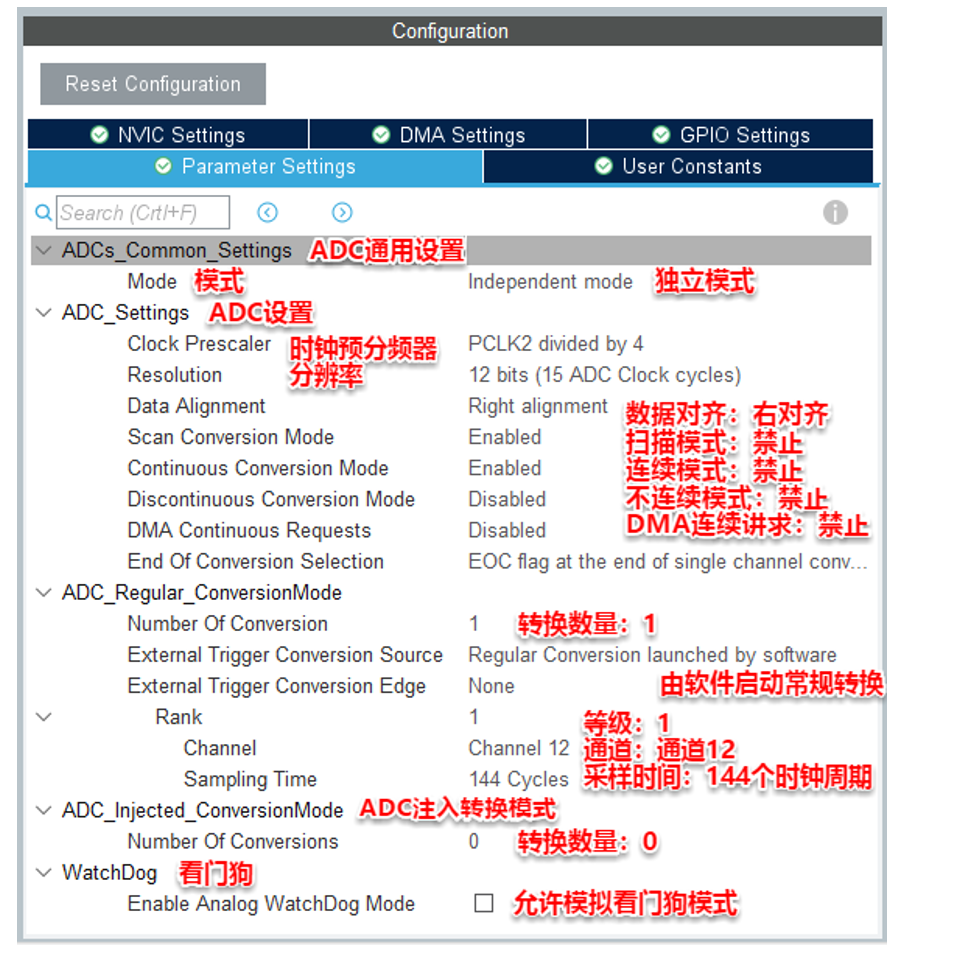 Configuration
Reset Configuration
NVIC Settings DMA Settings GPIO Settings
Parameter Settings User Constants
Search (Crtl+F)
ADCs_Common_Settings ADC通用设置
Mode 模式 Independent mode 独立模式
ADC_Settings ADC设置
Clock Prescaler 时钟预分频器 PCLK2 divided by 4
Resolution 分辨率 12 bits (15 ADC Clock cycles)
Data Alignment Right alignment 数据对齐：右对齐
Scan Conversion Mode Enabled 扫描模式：禁止
Continuous Conversion Mode Enabled 连续模式：禁止
Discontinuous Conversion Mode Disabled 不连续模式：禁止
DMA Continuous Requests Disabled DMA连续讲求：禁止
End Of Conversion Selection EOC flag at the end of single channel conv...
ADC_Regular_ConversionMode
Number Of Conversion 1 转换数量：1
External Trigger Conversion Source Regular Conversion launched by software
External Trigger Conversion Edge None 由软件启动常规转换
Rank 1 等级：1
Channel Channel 12 通道：通道12
Sampling Time 144 Cycles 采样时间：144个时钟周期
ADC_Injected_ConversionMode ADC注入转换模式
Number Of Conversions 0 转换数量：0
WatchDog 看门狗
Enable Analog WatchDog Mode 允许模拟看门狗模式